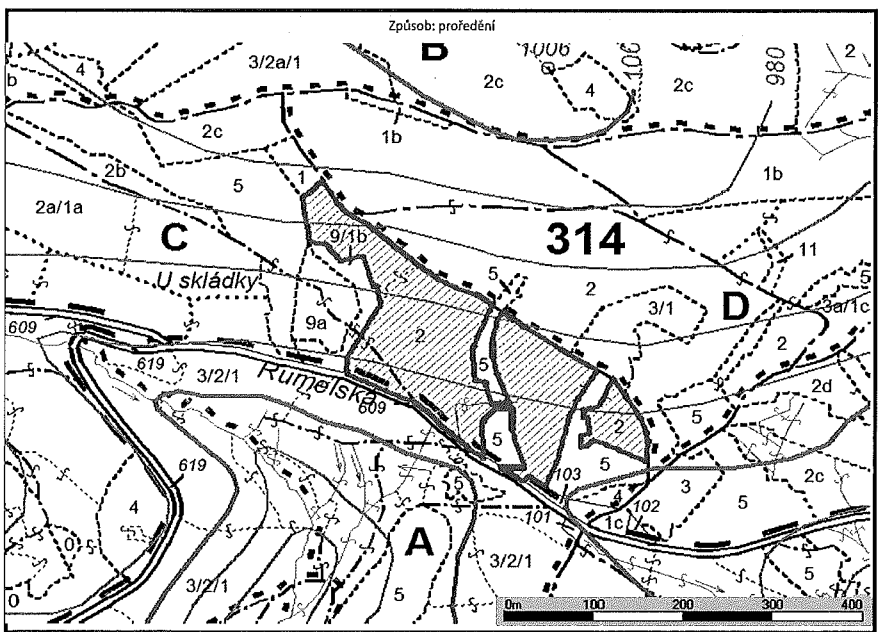 Způsob: proředění
B
1006
2c
4
106
2c
980
2
4
3/2a/1
b
2c
1b
1b
2b
5
1
2a/1a
C
9/1b
314
11
5
U skládky
5
2
3/1
D
3a/1c
609
9a
2
5
2
619
3/2/1
Rumelská
609
2
2d
5
5
619
5
103
3
2c
4
5
4
102
5
101
1c
0
A
3/2/1
3/2/1
5
5
0
0m 100 200 300 400